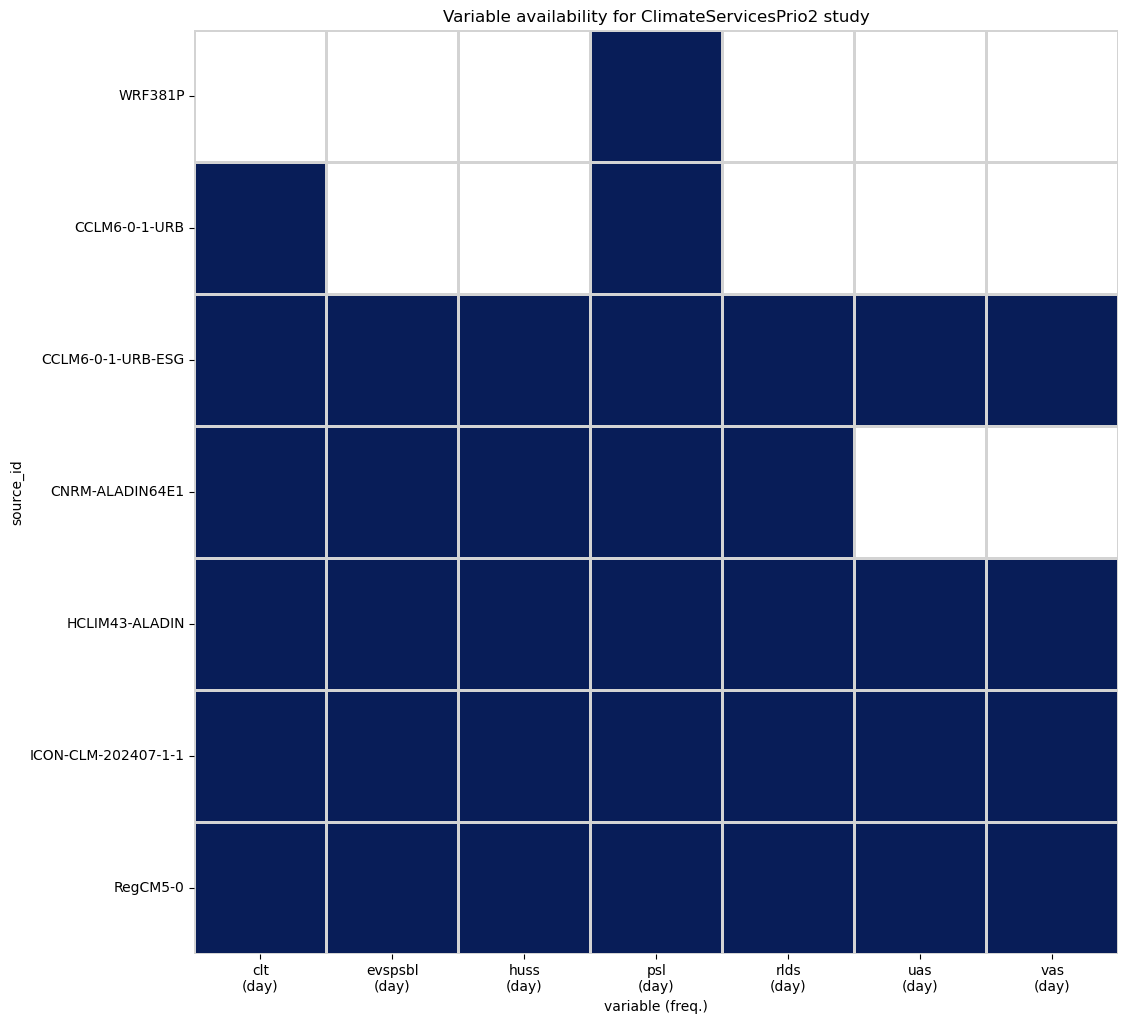 Variable availability for ClimateServicesPrio2 study
WRF381P
CCLM6-0-1-URB
CCLM6-0-1-URB-ESG
CNRM-ALADIN64E1
HCLIM43-ALADIN
ICON-CLM-202407-1-1
RegCM5-0
source_id
clt evspsbl huss psl rlds uas vas
(day) (day) (day) (day) (day) (day) (day)
variable (freq.)